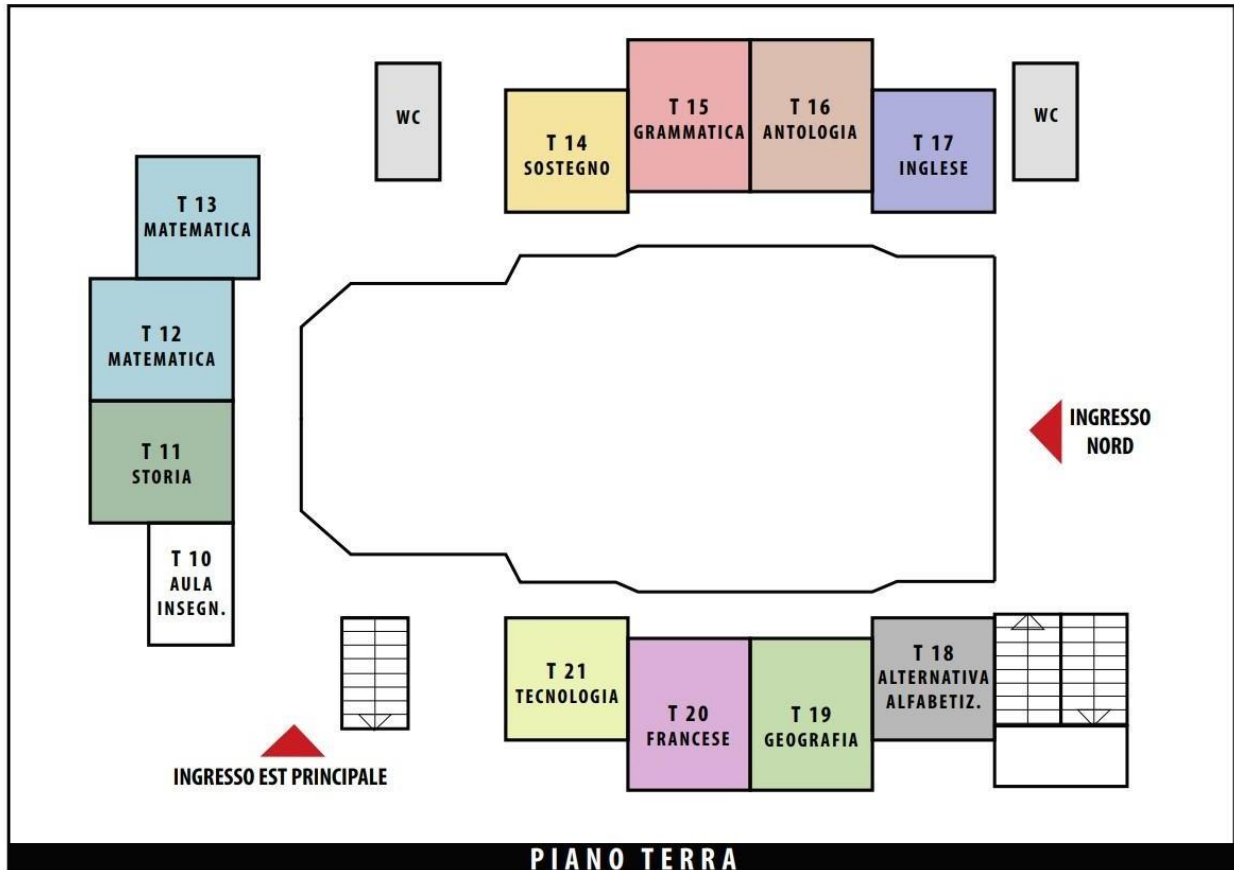 WC
T 14
SOSTEGNO
T 15
GRAMMATICA
T 16
ANTOLOGIA
T 17
INGLESE
WC
T 13
MATEMATICA
T 12
MATEMATICA
T 11
STORIA
T 10
AULA
INSEGN.
INGRESSO
NORD
T 21
TECNOLOGIA
T 20
FRANCESE
T 19
GEOGRAFIA
T 18
ALTERNATIVA
ALFABETIZ.
INGRESSO EST PRINCIPALE
PIANO TERRA